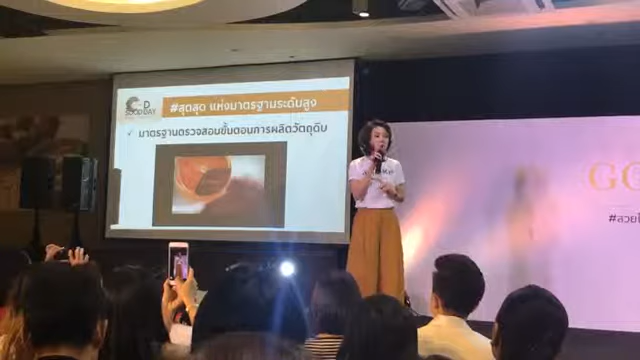 C-D
GOOD DAY
#สุดสุด แห่งมาตรฐานระดับสูง
✓ มาตรฐานตรวจสอบขั้นตอนการผลิตวัตถุดิบ
#สวย